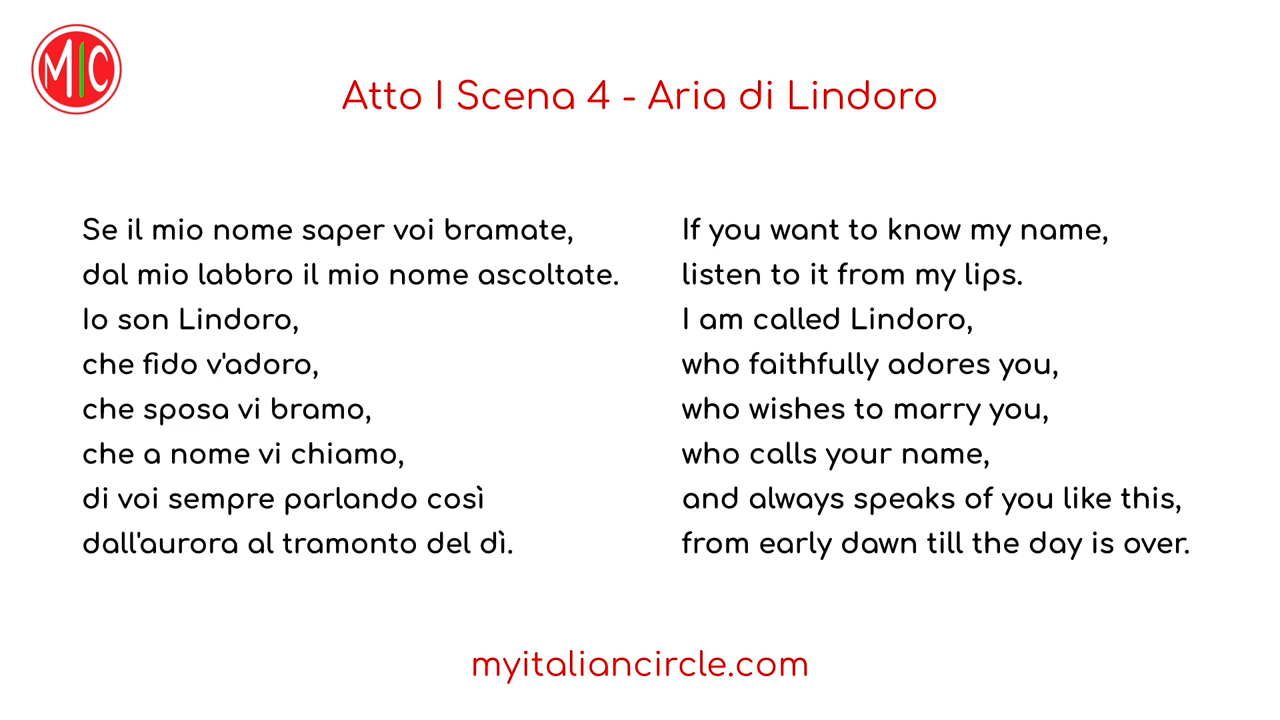 MIC
Atto I Scena 4 - Aria di Lindoro
Se il mio nome saper voi bramate,
dal mio labbro il mio nome ascoltate.
Io son Lindoro,
che fido v'adoro,
che sposa vi bramo,
che a nome vi chiamo,
di voi sempre parlando così
dall'aurora al tramonto del dì.
If you want to know my name,
listen to it from my lips.
I am called Lindoro,
who faithfully adores you,
who wishes to marry you,
who calls your name,
and always speaks of you like this,
from early dawn till the day is over.
myitaliancircle.com